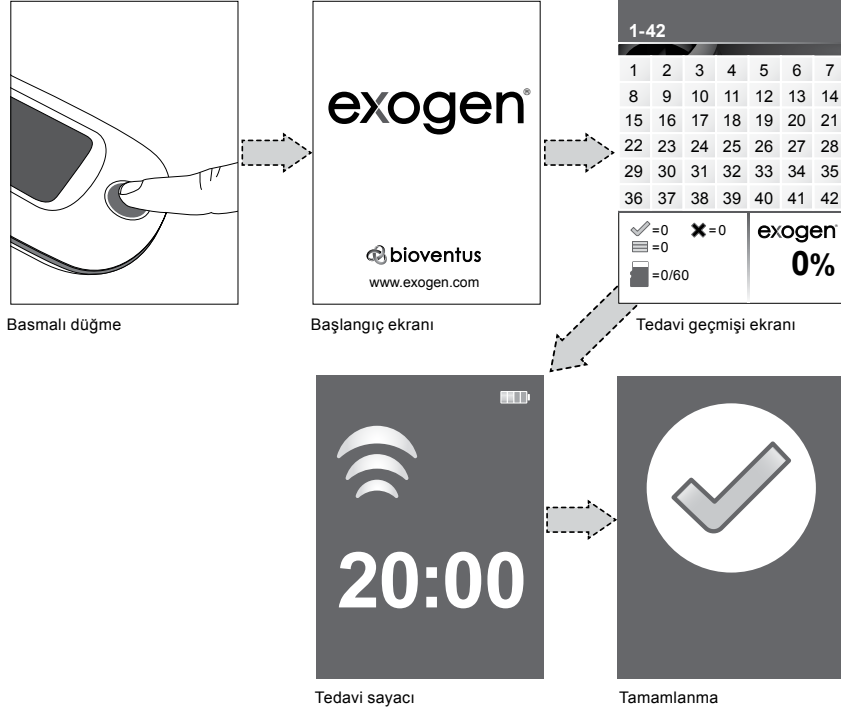 Basmalı düğme
exogen®
bioventus
www.exogen.com
Başlangıç ekranı
1-42
1 2 3 4 5 6 7
8 9 10 11 12 13 14
15 16 17 18 19 20 21
22 23 24 25 26 27 28
29 30 31 32 33 34 35
36 37 38 39 40 41 42
=0 =0
=0
=0/60
exogen
0%
Tedavi geçmişi ekranı
20:00
Tedavi sayacı
Tamamlanma